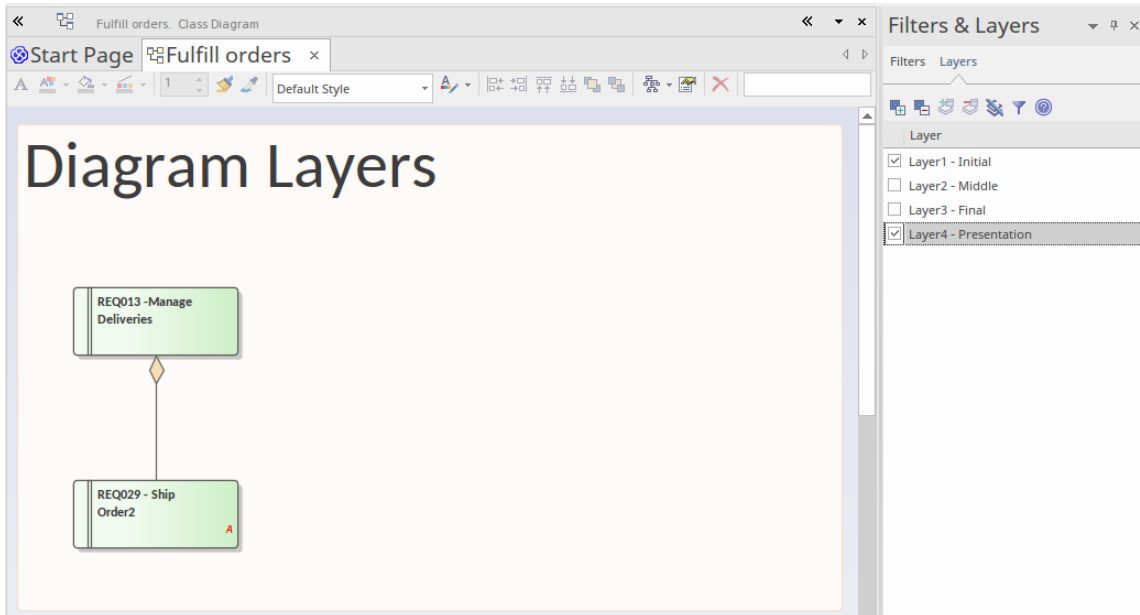 Fulfill orders. Class Diagram
Start Page
Fulfill orders ×
A
1
Default Style
A
Diagram Layers
REQ013 -Manage
Deliveries
REQ029 - Ship
Order2
A
Filters & Layers
Filters Layers
Layer
Layer1 - Initial
Layer2 - Middle
Layer3 - Final
Layer4 - Presentation